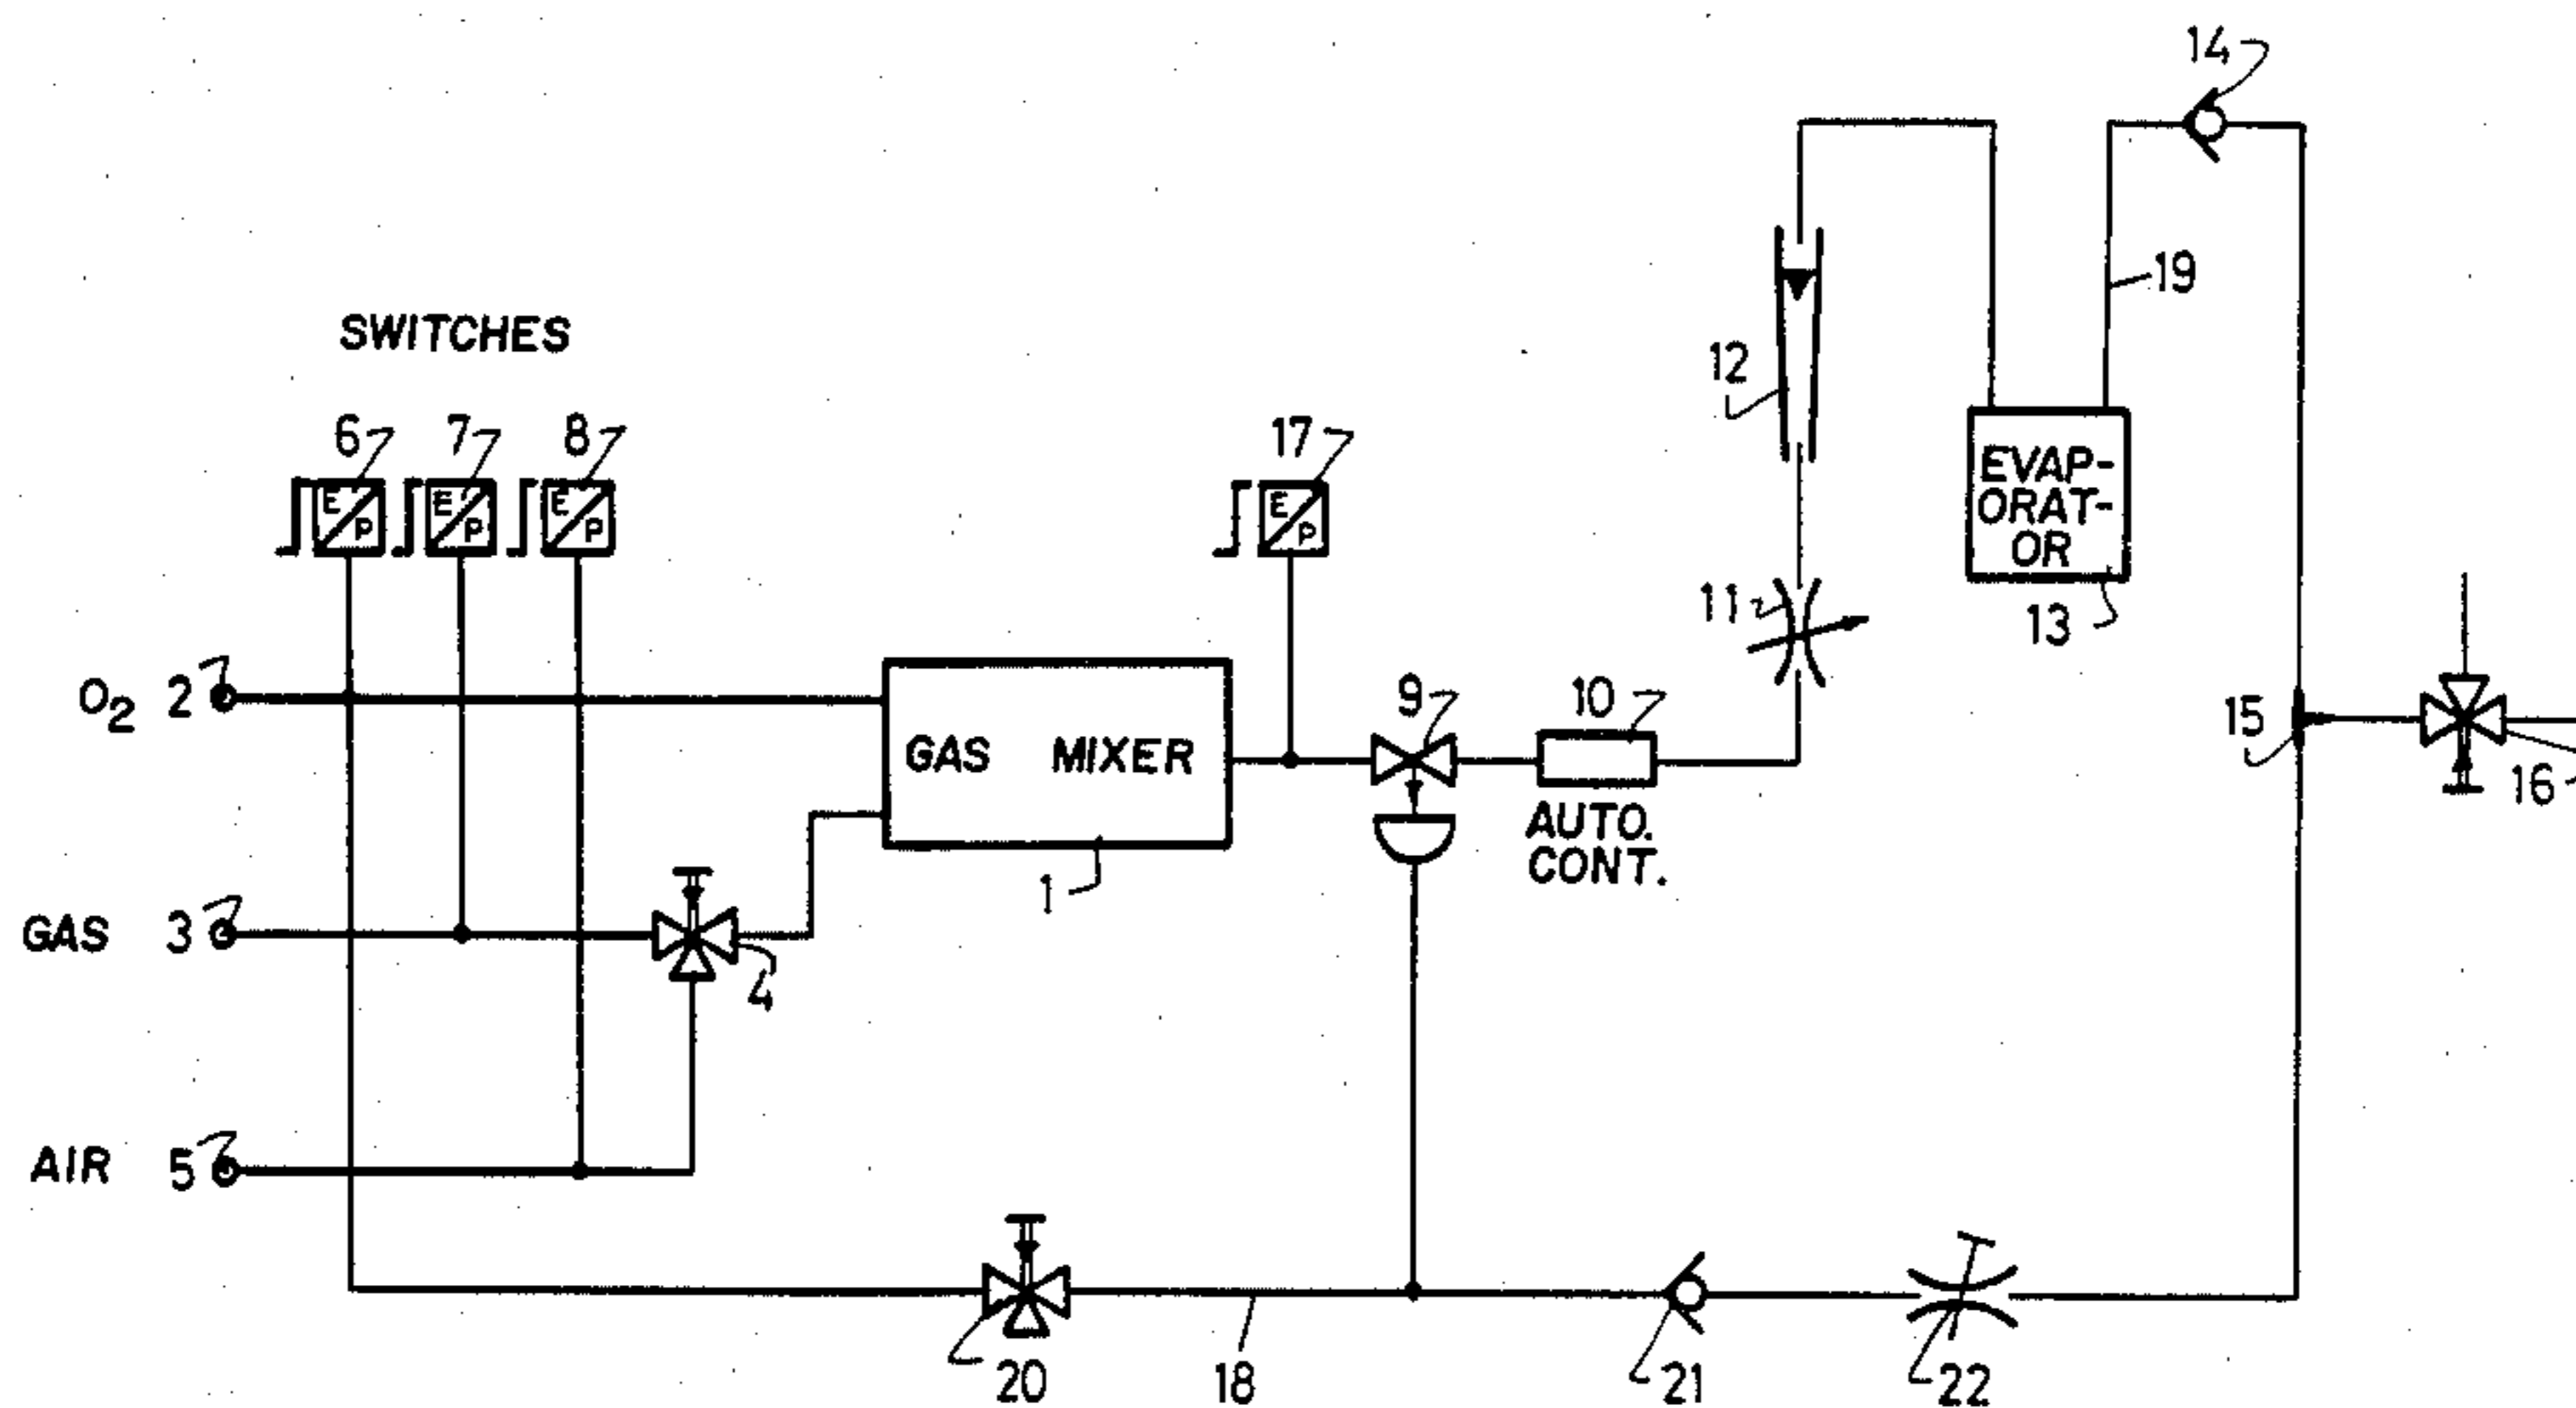 14
19
SWITCHES
12
6 7 8 17
E P E P E P E P
EVAP-
ORAT-
OR
11
13
O2 2
9 10
15
GAS MIXER
16
AUTO.
CONT.
1
GAS 3
4
AIR 5
20 18 21 22